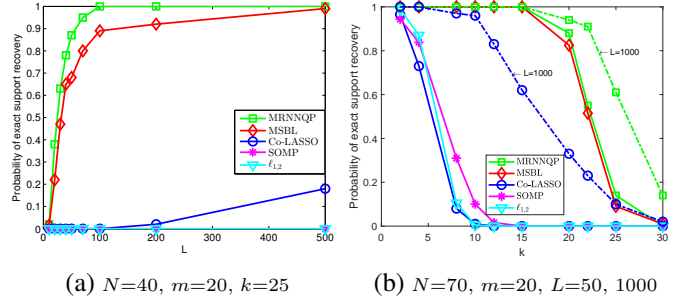 Probability of exact support recovery
1
0.9
0.8
0.7
0.6
0.5
0.4
0.3
0.2
0.1
0
0 100 200 300 400 500
L
MRNNQP
MSBL
Co-LASSO
SOMP
ℓ1,2
(a) N=40, m=20, k=25
Probability of exact support recovery
1
0.8
0.6
0.4
0.2
0
0 5 10 15 20 25 30
k
L=1000
L=1000
MRNNQP
MSBL
Co-LASSO
SOMP
ℓ1,2
(b) N=70, m=20, L=50, 1000